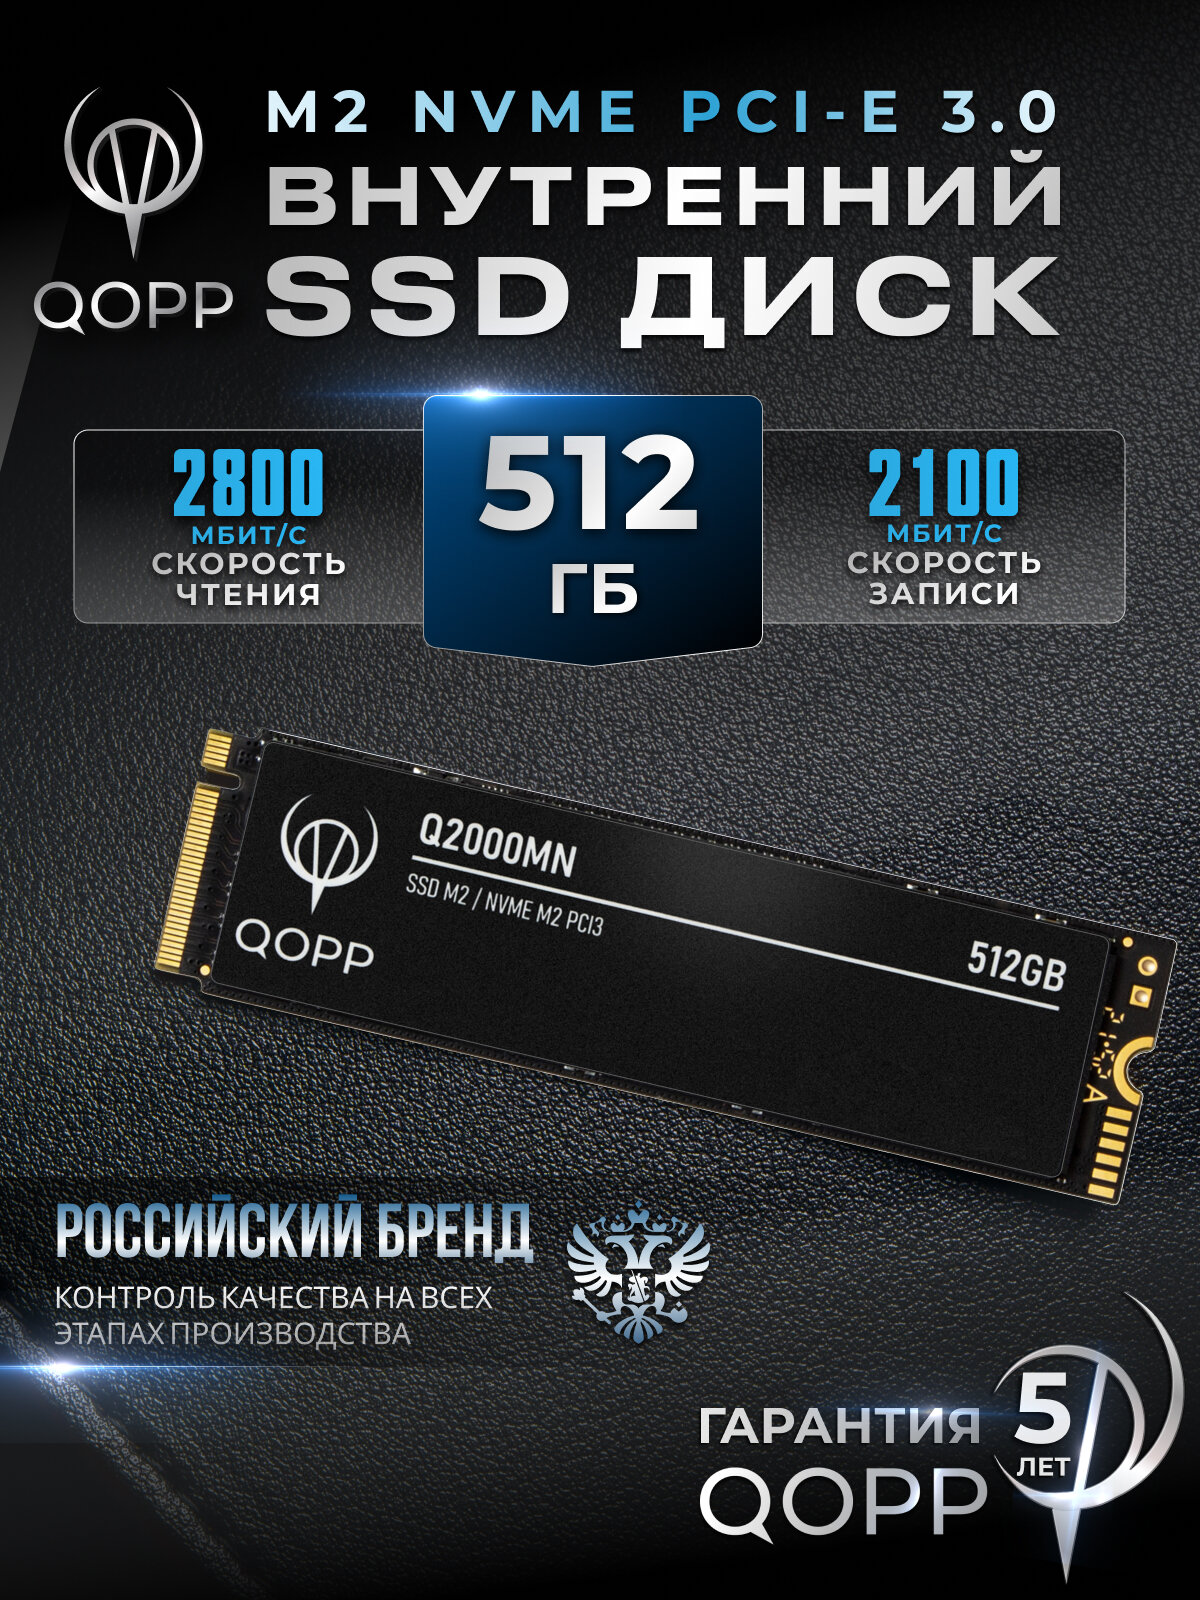 M2 NVME PCI-E 3.0
ВНУТРЕННИЙ
SSD ДИСК
QOPP
2800
МБИТ/С
СКОРОСТЬ
ЧТЕНИЯ
512
ГБ
2100
МБИТ/С
СКОРОСТЬ
ЗАПИСИ
Q2000MN
SSD M2 / NVME M2 PCI3
QOPP
512GB
A
РОССИЙСКИЙ БРЕНД
КОНТРОЛЬ КАЧЕСТВА НА ВСЕХ
ЭТАПАХ ПРОИЗВОДСТВА
ГАРАНТИЯ
5
ЛЕТ
QOPP